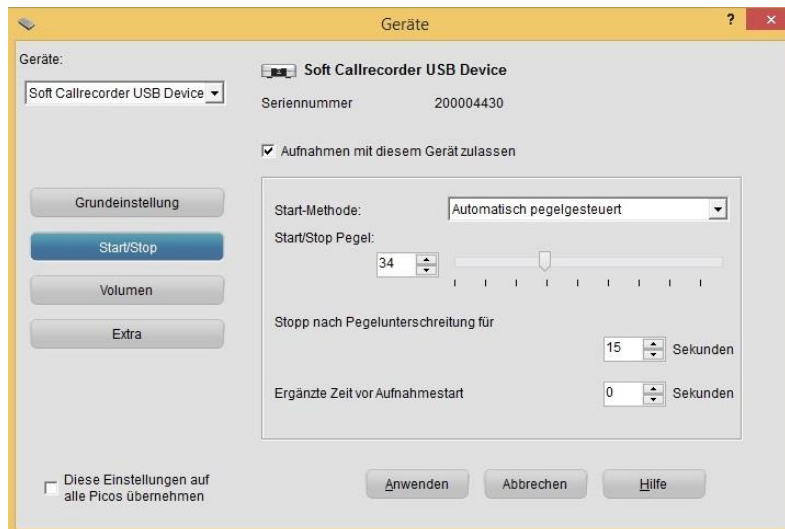 Geräte
?
Geräte:
Soft Callrecorder USB Device
Soft Callrecorder USB Device
Seriennummer 200004430
Aufnahmen mit diesem Gerät zulassen
Grundeinstellung
Start/Stop
Volumen
Extra
Start-Methode: Automatisch pegelgesteuert
Start/Stop Pegel:
34
Stopp nach Pegelunterschreitung für
15 Sekunden
Ergänzte Zeit vor Aufnahmestart 0 Sekunden
Diese Einstellungen auf
alle Picos übernehmen
Anwenden Abbrechen Hilfe